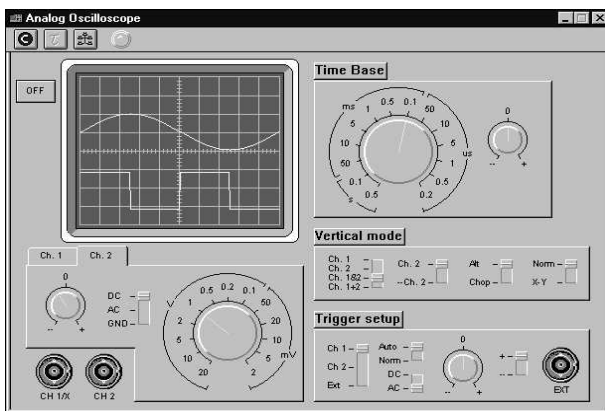 Analog Oscilloscope
OFF
Time Base
ms
0.5
0.1
1
50
5
10
10
5
50
1
us
0.1
0.5
s
0.5
0.2
0
-- +
Vertical mode
Ch. 1
Ch. 2
Ch. 1&2
Ch. 1+2
Ch. 2
--Ch. 2
Alt
Chop
Norm
X-Y
Ch. 1
Ch. 2
0
-- +
DC
AC
GND
CH 1/X
CH 2
V
0.5
0.2
0.1
1
50
2
20
5
10
10
5
mV
20
2
Trigger setup
Ch 1
Ch 2
Ext
Auto
Norm
DC
AC
0
-- +
+
--
EXT